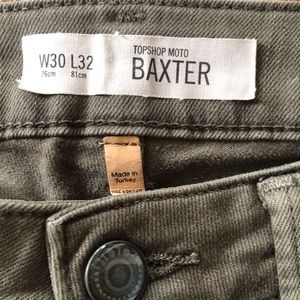 W30 L32
76cm 81cm
TOPSHOP MOTO
BAXTER
Made in
Turkey